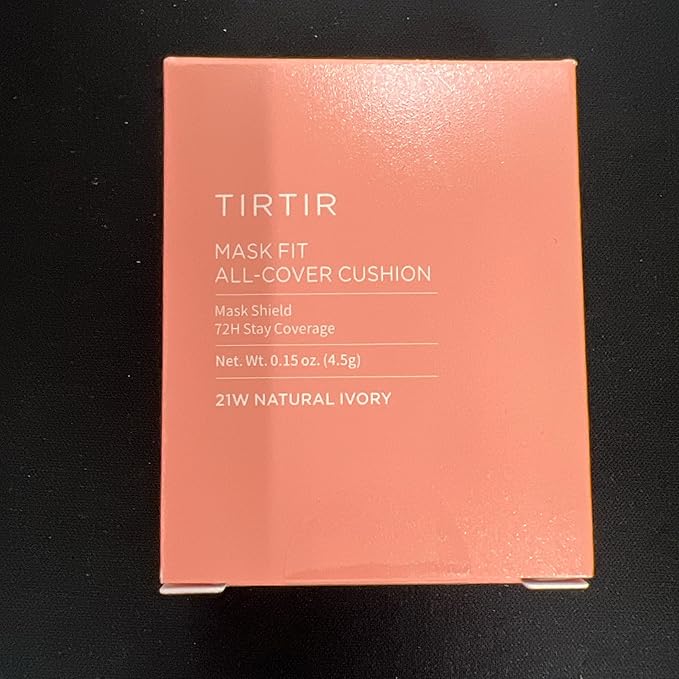 TIRTIR
MASK FIT
ALL-COVER CUSHION
Mask Shield
72H Stay Coverage
Net. Wt. 0.15 oz. (4.5g)
21W NATURAL IVORY